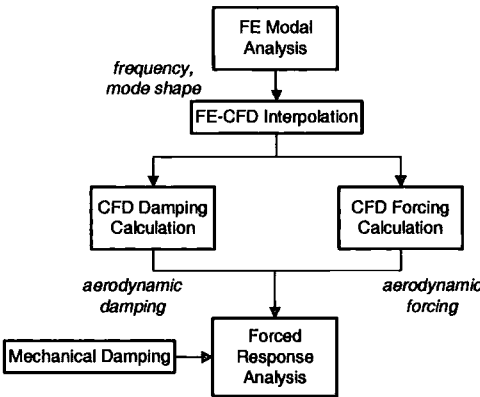 FE Modal
Analysis
frequency,
mode shape
FE-CFD Interpolation
CFD Damping
Calculation
CFD Forcing
Calculation
aerodynamic
damping
aerodynamic
forcing
Mechanical Damping
Forced
Response
Analysis